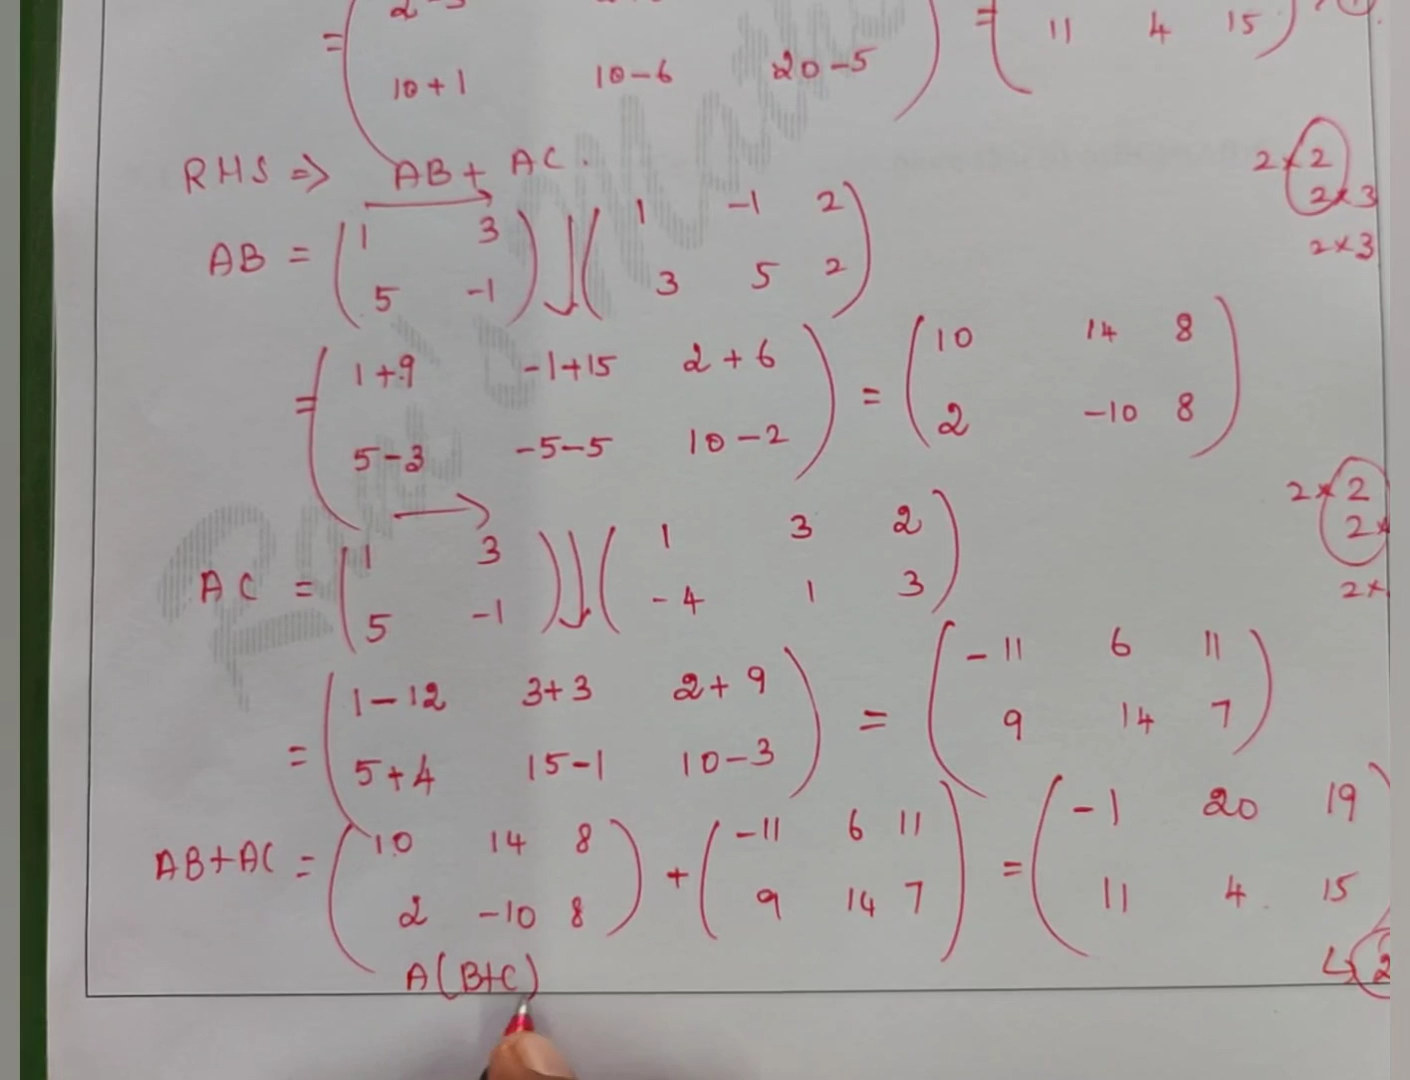 = 10+1 10-6 20-5 = 11 4 15
RHS => AB+ AC.
2×2
2×3
2×3
AB = ( 1 3
5 -1 ) ( 1 -1 2
3 5 2 )
= ( 1+9 -1+15 2+6
5-3 -5-5 10-2 ) = ( 10 14 8
2 -10 8 )
2×2
2×
2×
AC = ( 1 3
5 -1 ) ( 1 3 2
-4 1 3 )
= ( 1-12 3+3 2+9
5+4 15-1 10-3 ) = ( -11 6 11
9 14 7 )
AB+AC = ( 10 14 8
2 -10 8 ) + ( -11 6 11
9 14 7 ) = ( -1 20 19
11 4 15
2
A(B+C)